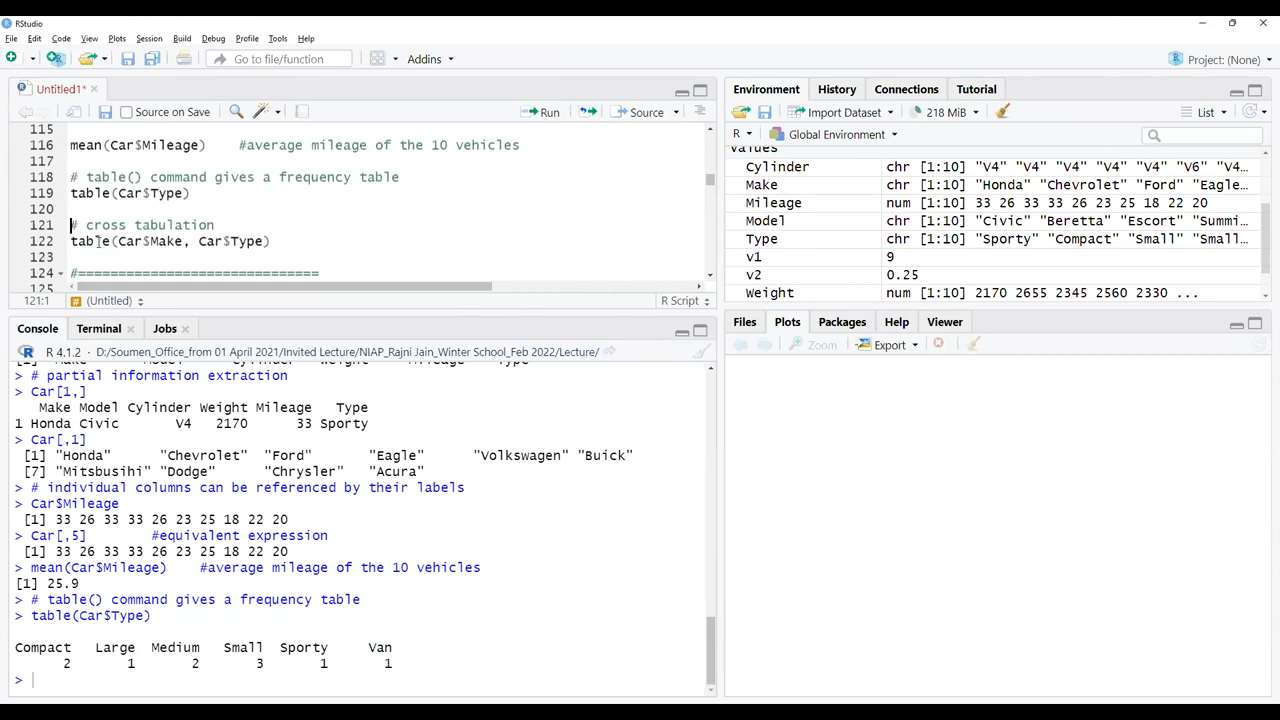 RStudio
File Edit Code View Plots Session Build Debug Profile Tools Help
Go to file/function Addins Project: (None)
Untitled1*
Source on Save Run Source
115
116 mean(Car$Mileage) #average mileage of the 10 vehicles
117
118 # table() command gives a frequency table
119 table(Car$Type)
120
121 # cross tabulation
122 table(Car$Make, Car$Type)
123
124 #==============================
125
121:1 # (Untitled) R Script
Console Terminal Jobs
R 4.1.2 · D:/Soumen_Office_from 01 April 2021/Invited Lecture/NIAP_Rajni Jain_Winter School_Feb 2022/Lecture/
> # partial information extraction
> Car[1,]
Make Model Cylinder Weight Mileage Type
1 Honda Civic V4 2170 33 Sporty
> Car[,1]
[1] "Honda" "Chevrolet" "Ford" "Eagle" "Volkswagen" "Buick"
[7] "Mitsbusihi" "Dodge" "Chrysler" "Acura"
> # individual columns can be referenced by their labels
> Car$Mileage
[1] 33 26 33 33 26 23 25 18 22 20
> Car[,5] #equivalent expression
[1] 33 26 33 33 26 23 25 18 22 20
> mean(Car$Mileage) #average mileage of the 10 vehicles
[1] 25.9
> # table() command gives a frequency table
> table(Car$Type)
Compact Large Medium Small Sporty Van
2 1 2 3 1 1
>
Environment History Connections Tutorial
Import Dataset 218 MiB List
R Global Environment
Values
Cylinder chr [1:10] "V4" "V4" "V4" "V4" "V4" "V6" "V4…
Make chr [1:10] "Honda" "Chevrolet" "Ford" "Eagle…
Mileage num [1:10] 33 26 33 33 26 23 25 18 22 20
Model chr [1:10] "Civic" "Beretta" "Escort" "Summi…
Type chr [1:10] "Sporty" "Compact" "Small" "Small…
v1 9
v2 0.25
Weight num [1:10] 2170 2655 2345 2560 2330 ...
Files Plots Packages Help Viewer
Zoom Export